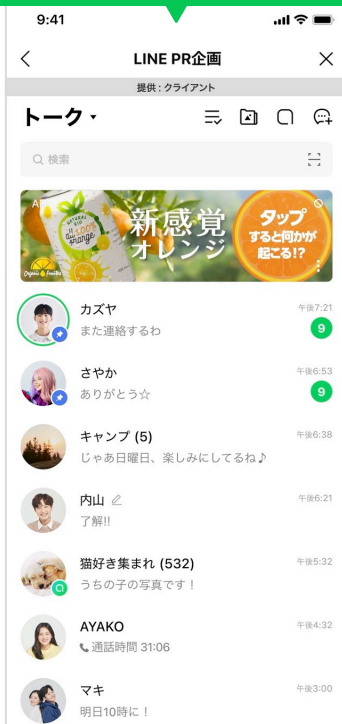 9:41
LINE PR企画
提供 : クライアント
トーク
検索
新感覚
オレンジ
タップ
すると何かが
起こる!?
NATURAL
100%
Orange
カズヤ
午後7:21
また連絡するわ
9
さやか
午後6:53
ありがとう☆
9
キャンプ (5)
午後6:38
じゃあ日曜日、楽しみにしてるね♪
内山
午後6:21
了解!!
猫好き集まれ (532)
午後5:32
うちの子の写真です！
AYAKO
午後4:32
通話時間 31:06
マキ
午後3:00
明日10時に！